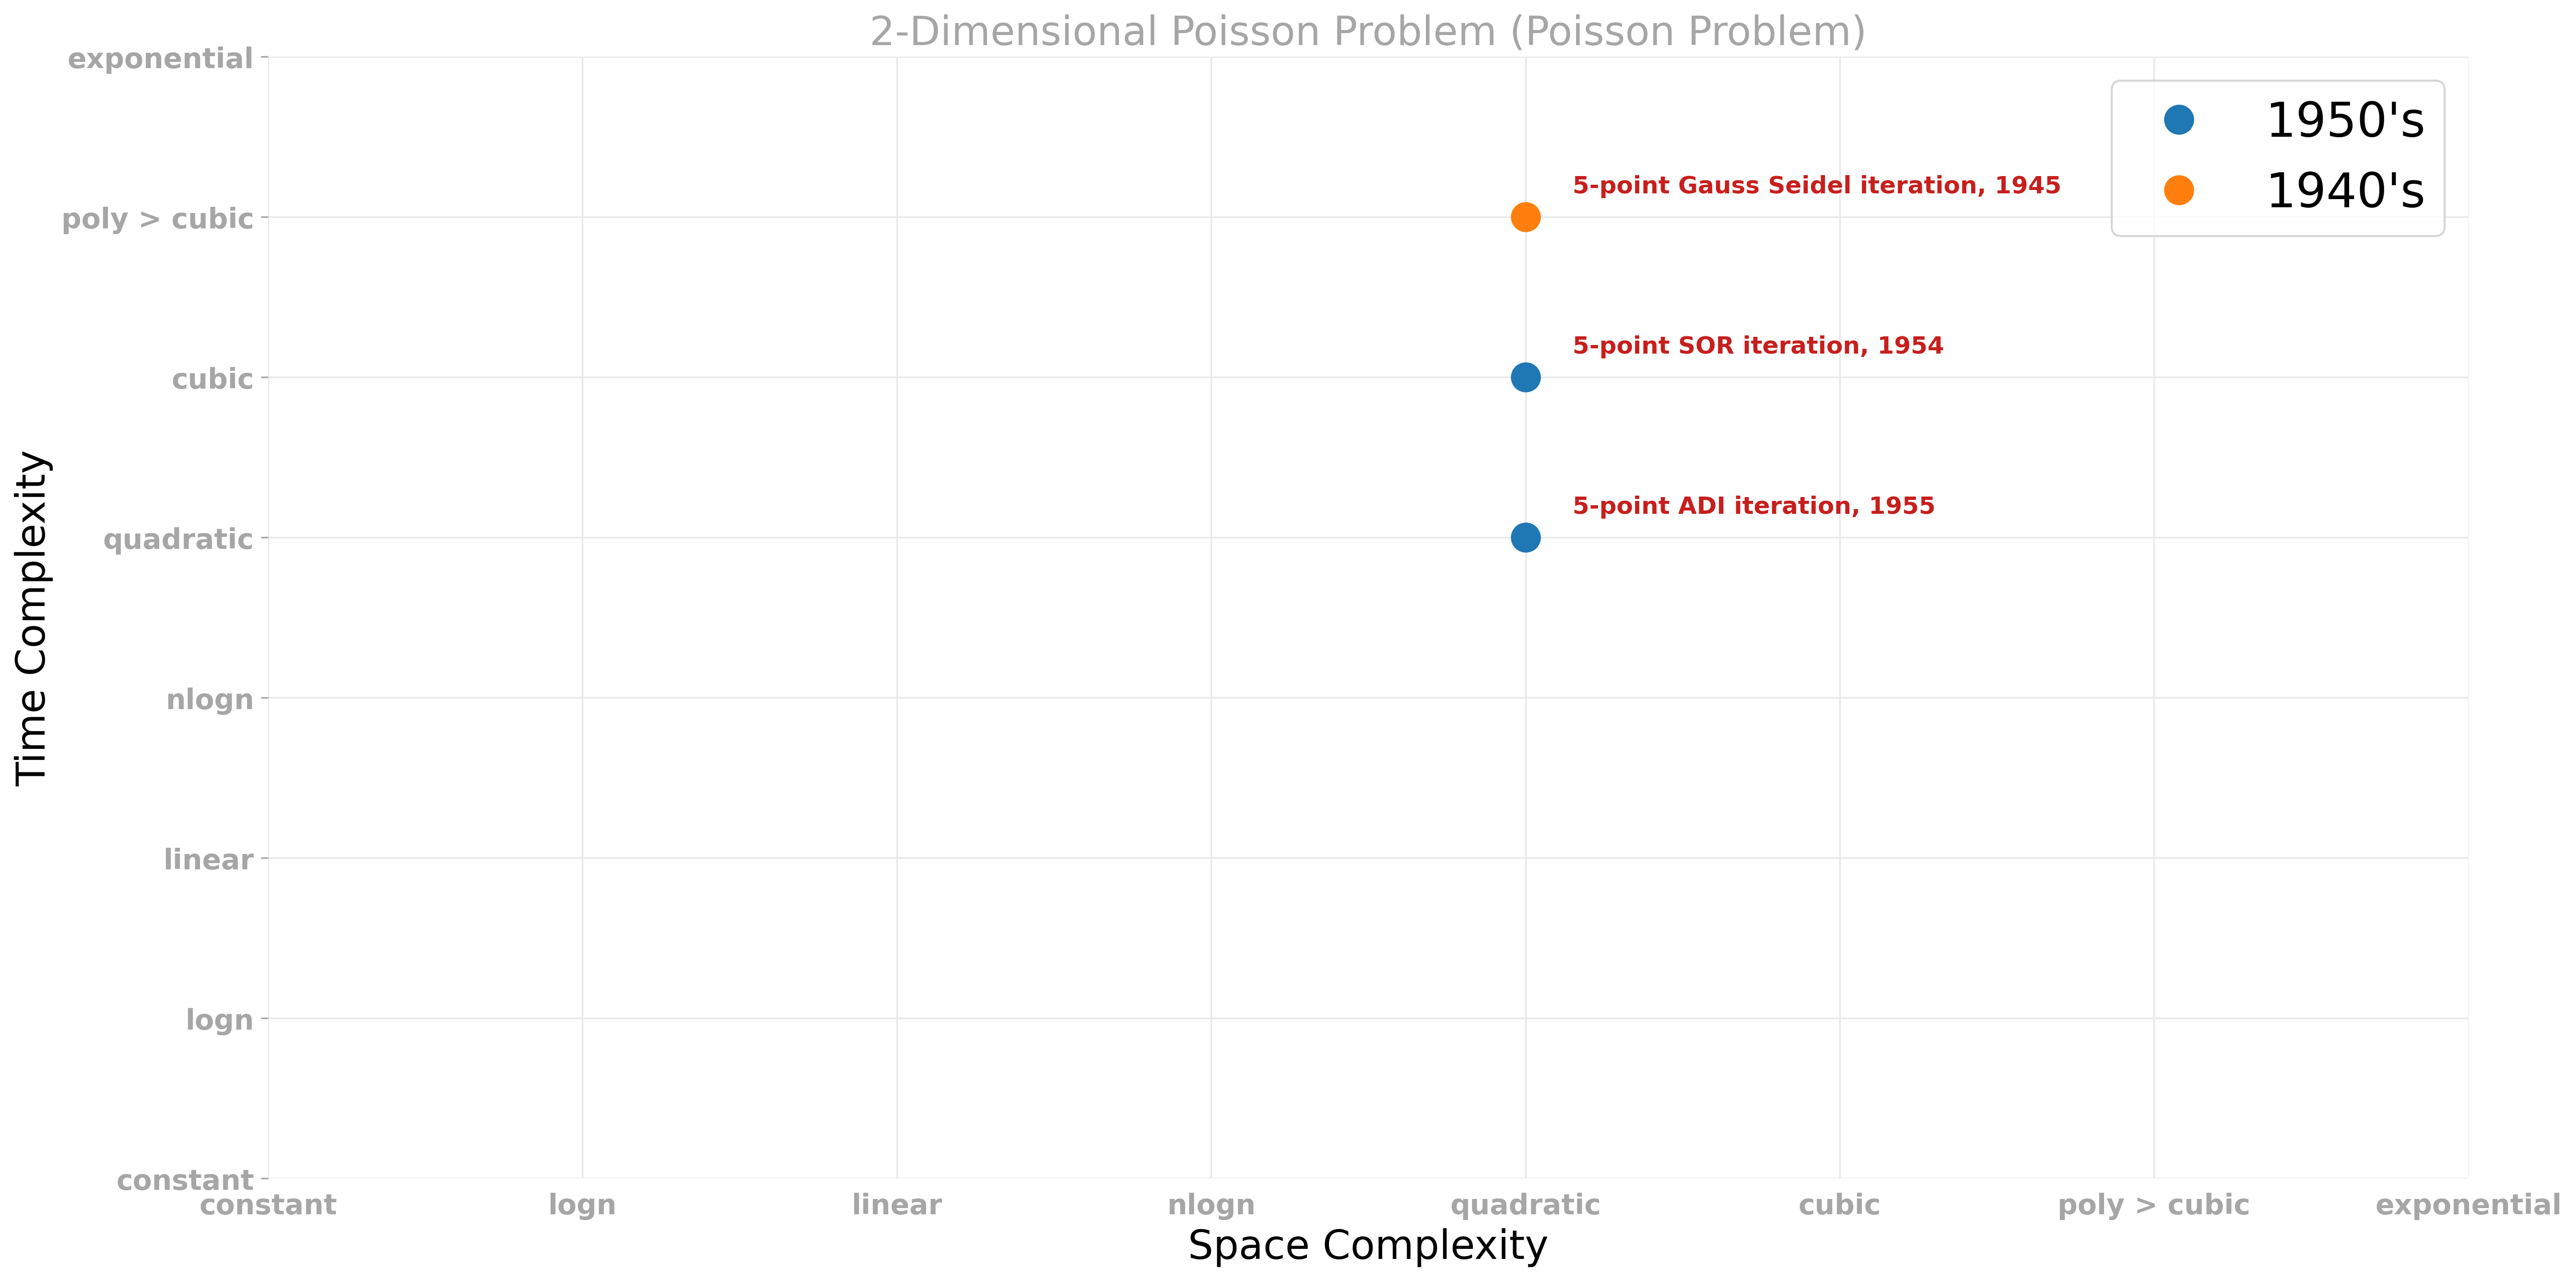 2-Dimensional Poisson Problem (Poisson Problem)
exponential
poly > cubic
cubic
quadratic
nlogn
linear
logn
constant
Time Complexity
1950's
1940's
5-point Gauss Seidel iteration, 1945
5-point SOR iteration, 1954
5-point ADI iteration, 1955
constant
logn
linear
nlogn
quadratic
cubic
poly > cubic
exponential
Space Complexity